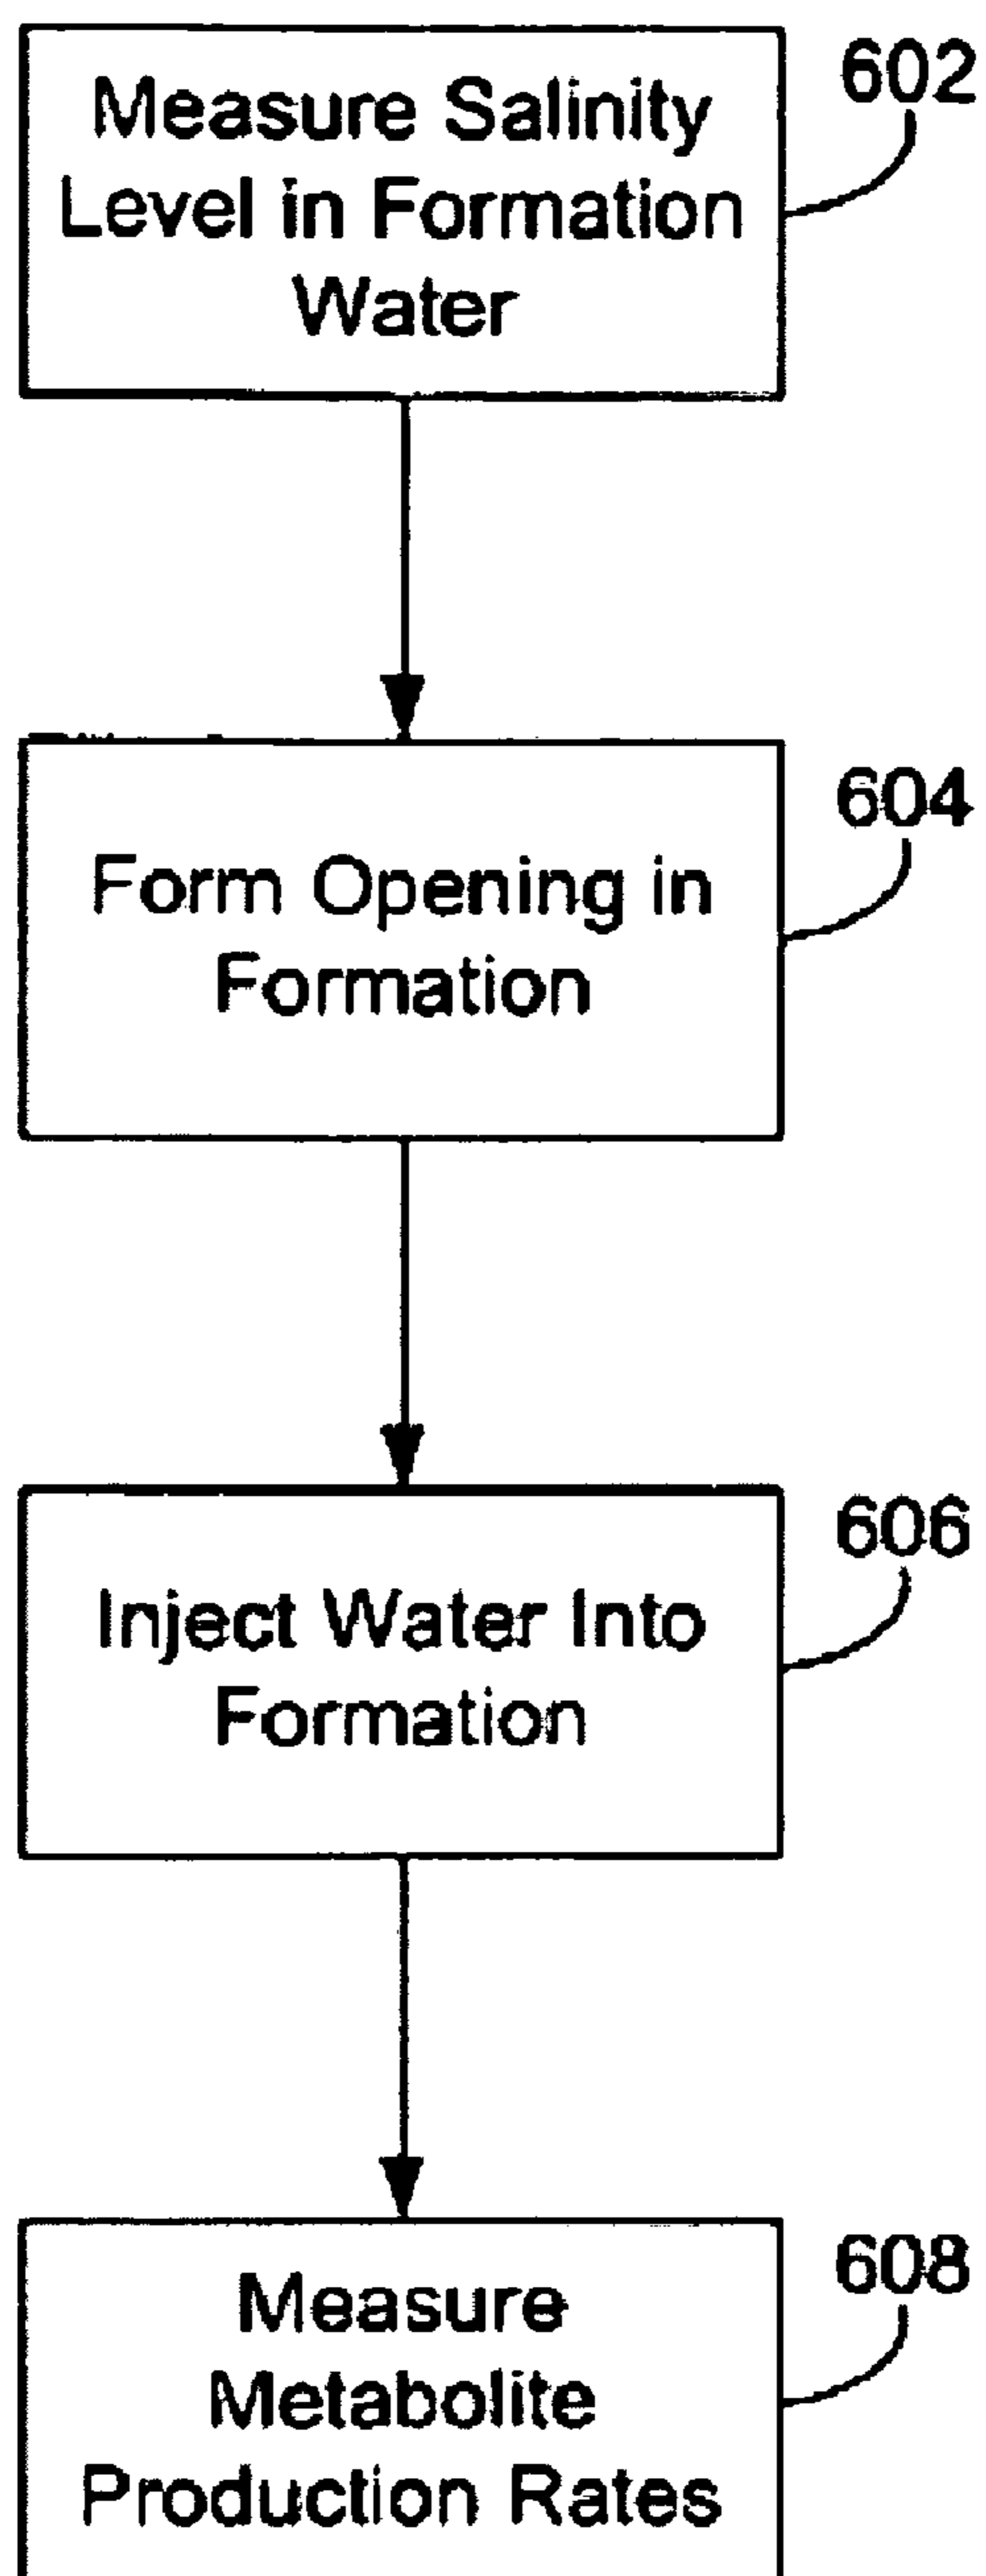 Measure Salinity
Level in Formation
Water
602
Form Opening in
Formation
604
Inject Water Into
Formation
606
Measure
Metabolite
Production Rates
608